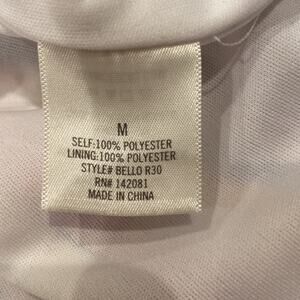 M
SELF:100% POLYESTER
LINING:100% POLYESTER
STYLE# BELLO R30
RN# 142081
MADE IN CHINA